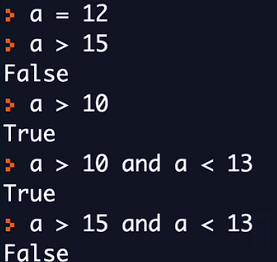 > a = 12
> a > 15
False
> a > 10
True
> a > 10 and a < 13
True
> a > 15 and a < 13
False